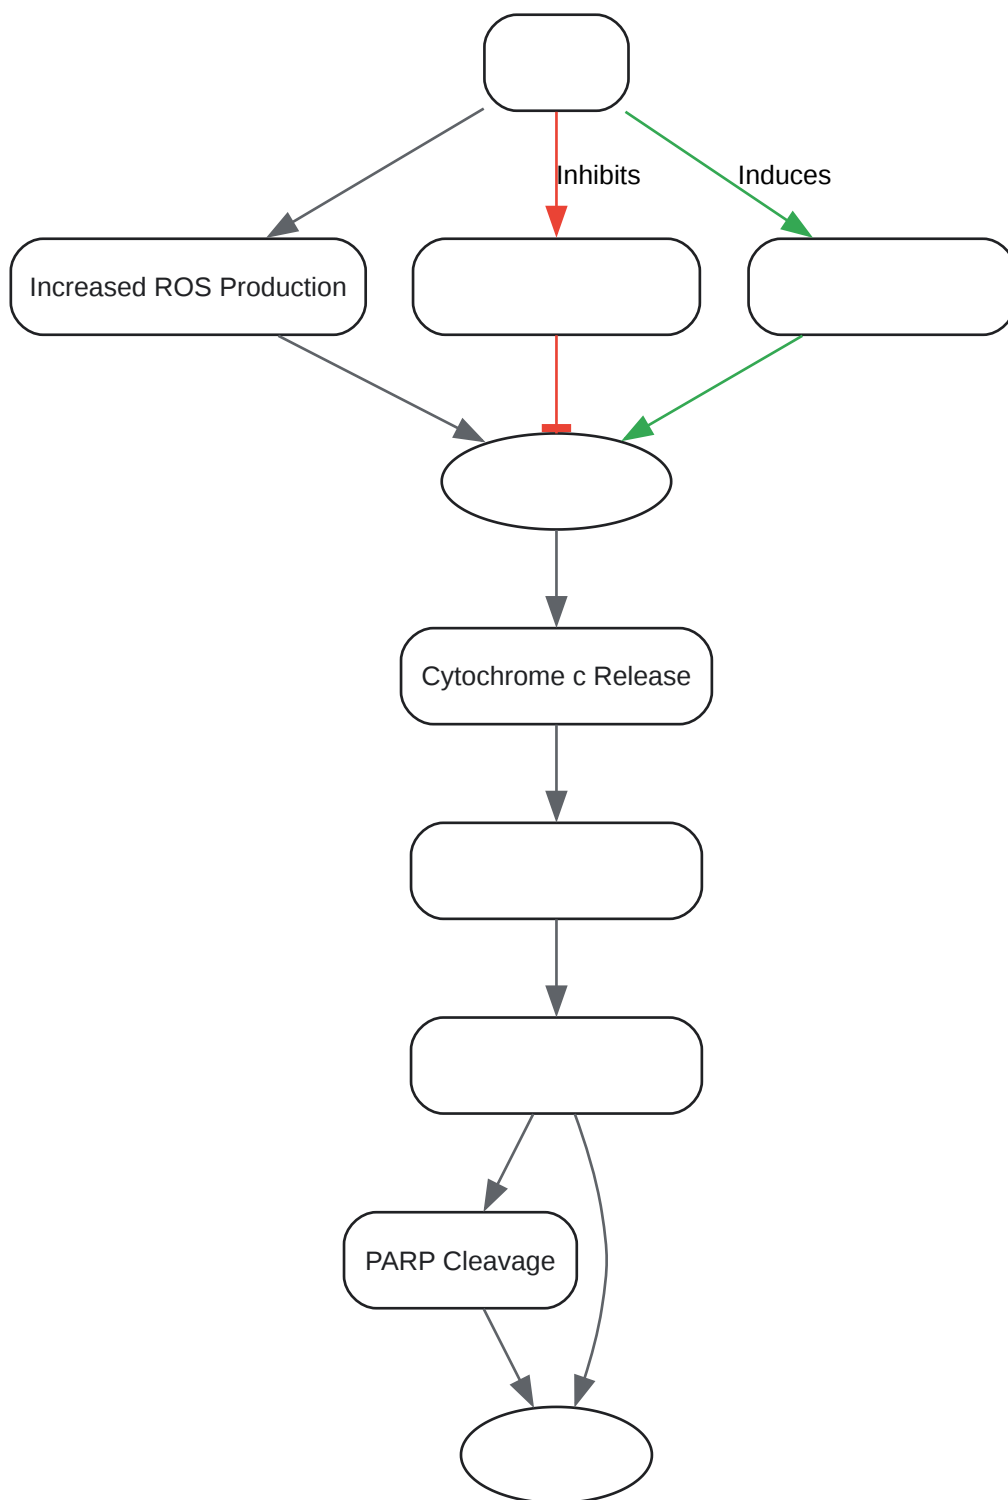 Inhibits
Induces
Increased ROS Production
Cytochrome c Release
PARP Cleavage